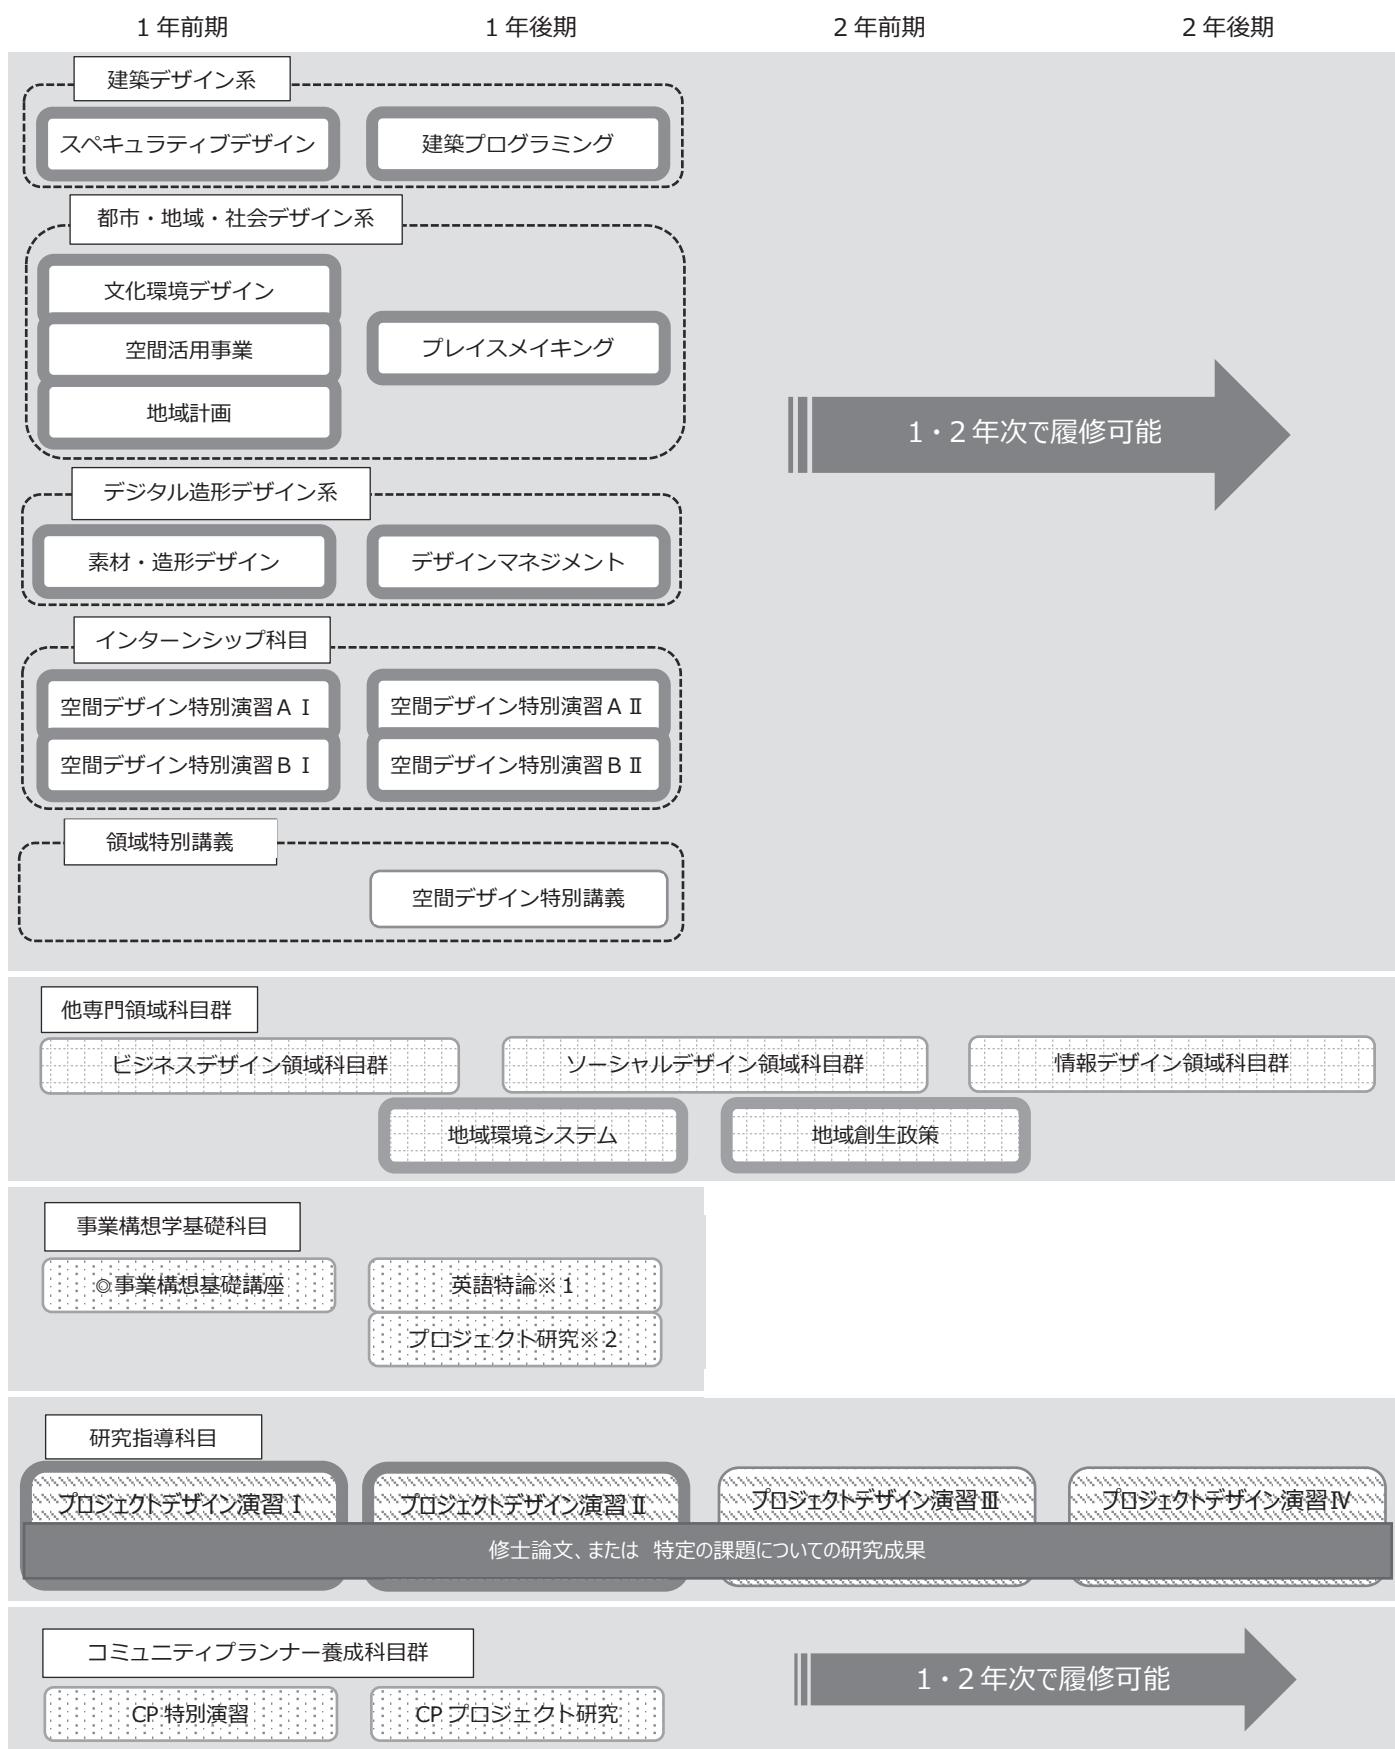 1 年前期
1 年後期
2 年前期
2 年後期
建築デザイン系
スペキュラティブデザイン
建築プログラミング
都市・地域・社会デザイン系
文化環境デザイン
空間活用事業
プレイスメイキング
地域計画
1・2 年次で履修可能
デジタル造形デザイン系
素材・造形デザイン
デザインマネジメント
インターンシップ科目
空間デザイン特別演習A Ⅰ
空間デザイン特別演習A Ⅱ
空間デザイン特別演習B Ⅰ
空間デザイン特別演習B Ⅱ
領域特別講義
空間デザイン特別講義
他専門領域科目群
ビジネスデザイン領域科目群
ソーシャルデザイン領域科目群
情報デザイン領域科目群
地域環境システム
地域創生政策
事業構想学基礎科目
◎事業構想基礎講座
英語特論※1
プロジェクト研究※2
研究指導科目
プロジェクトデザイン演習Ⅰ
プロジェクトデザイン演習Ⅱ
プロジェクトデザイン演習Ⅲ
プロジェクトデザイン演習Ⅳ
修士論文、または 特定の課題についての研究成果
コミュニティプランナー養成科目群
1・2 年次で履修可能
CP 特別演習
CP プロジェクト研究